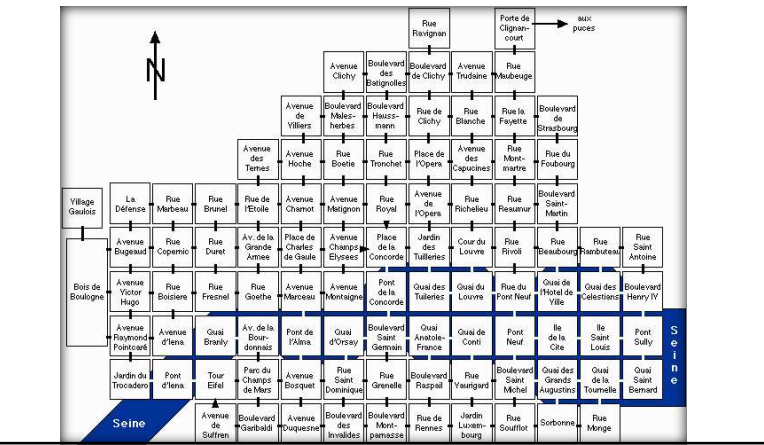 Rue
Ravignan
Porte de
Clignan-
court
aux
puces
N
Avenue
Clichy
Boulevard
des
Batignolles
Boulevard
de Clichy
Avenue
Trudaine
Rue
Maubeuge
Avenue
de
Villiers
Boulevard
Males-
herbes
Boulevard
Hauss-
mann
Rue de
Clichy
Rue
Blanche
Rue la
Fayette
Boulevard
de
Strasbourg
Avenue
des
Ternes
Avenue
Hoche
Rue
Boetie
Rue
Tronchet
Place de
l'Opera
Avenue
des
Capucines
Rue
Mont-
martre
Rue du
Foubourg
Village
Gaulois
La
Défense
Rue
Marbeau
Rue
Brunel
Rue de
l'Etoile
Avenue
Charnot
Avenue
Matignon
Rue
Royal
Avenue
de
l'Opera
Rue
Richelieu
Rue
Reaumur
Boulevard
Saint-
Martin
Avenue
Bugeaud
Rue
Copernic
Rue
Duret
Av. de la
Grande
Armee
Place de
Charles
de Gaule
Avenue
Champs
Elysees
Place
de la
Concorde
Jardin
des
Tuilleries
Cour du
Louvre
Rue
Rivoli
Rue
Beaubourg
Rue
Rambuteau
Rue
Saint
Antoine
Bois de
Boulogne
Avenue
Victor
Hugo
Rue
Boisiere
Rue
Fresnel
Rue
Goethe
Avenue
Marceau
Avenue
Montaigne
Pont
de la
Concorde
Quai des
Tuileries
Quai du
Louvre
Rue du
Pont Neuf
Quai de
l'Hotel de
Ville
Quai des
Celestians
Boulevard
Henry IV
Avenue
Raymond
Pointcaré
Avenue
d'Iena
Quai
Branly
Av. de la
Bour-
donnais
Pont de
l'Alma
Quai
d'Orsay
Boulevard
Saint
Germain
Quai
Anatole-
France
Quai de
Conti
Pont
Neuf
Ile
de la
Cite
Ile
Saint
Louis
Pont
Sully
Seine
Jardin du
Trocadero
Pont
d'Iena
Tour
Eifel
Parc du
Champs
de Mars
Avenue
Bosquet
Rue
Saint
Dominique
Rue
Grenelle
Boulevard
Raspail
Rue
Yaurigard
Boulevard
Saint
Michel
Quai des
Grands
Augustins
Quai
de la
Tournelle
Quai
Saint
Bernard
Seine
Avenue
de
Suffren
Boulevard
Garibaldi
Avenue
Duquesne
Boulevard
des
Invalides
Boulevard
Mont-
parnasse
Rue de
Rennes
Jardin
Luxem-
bourg
Rue
Soufflot
Sorbonne
Rue
Monge